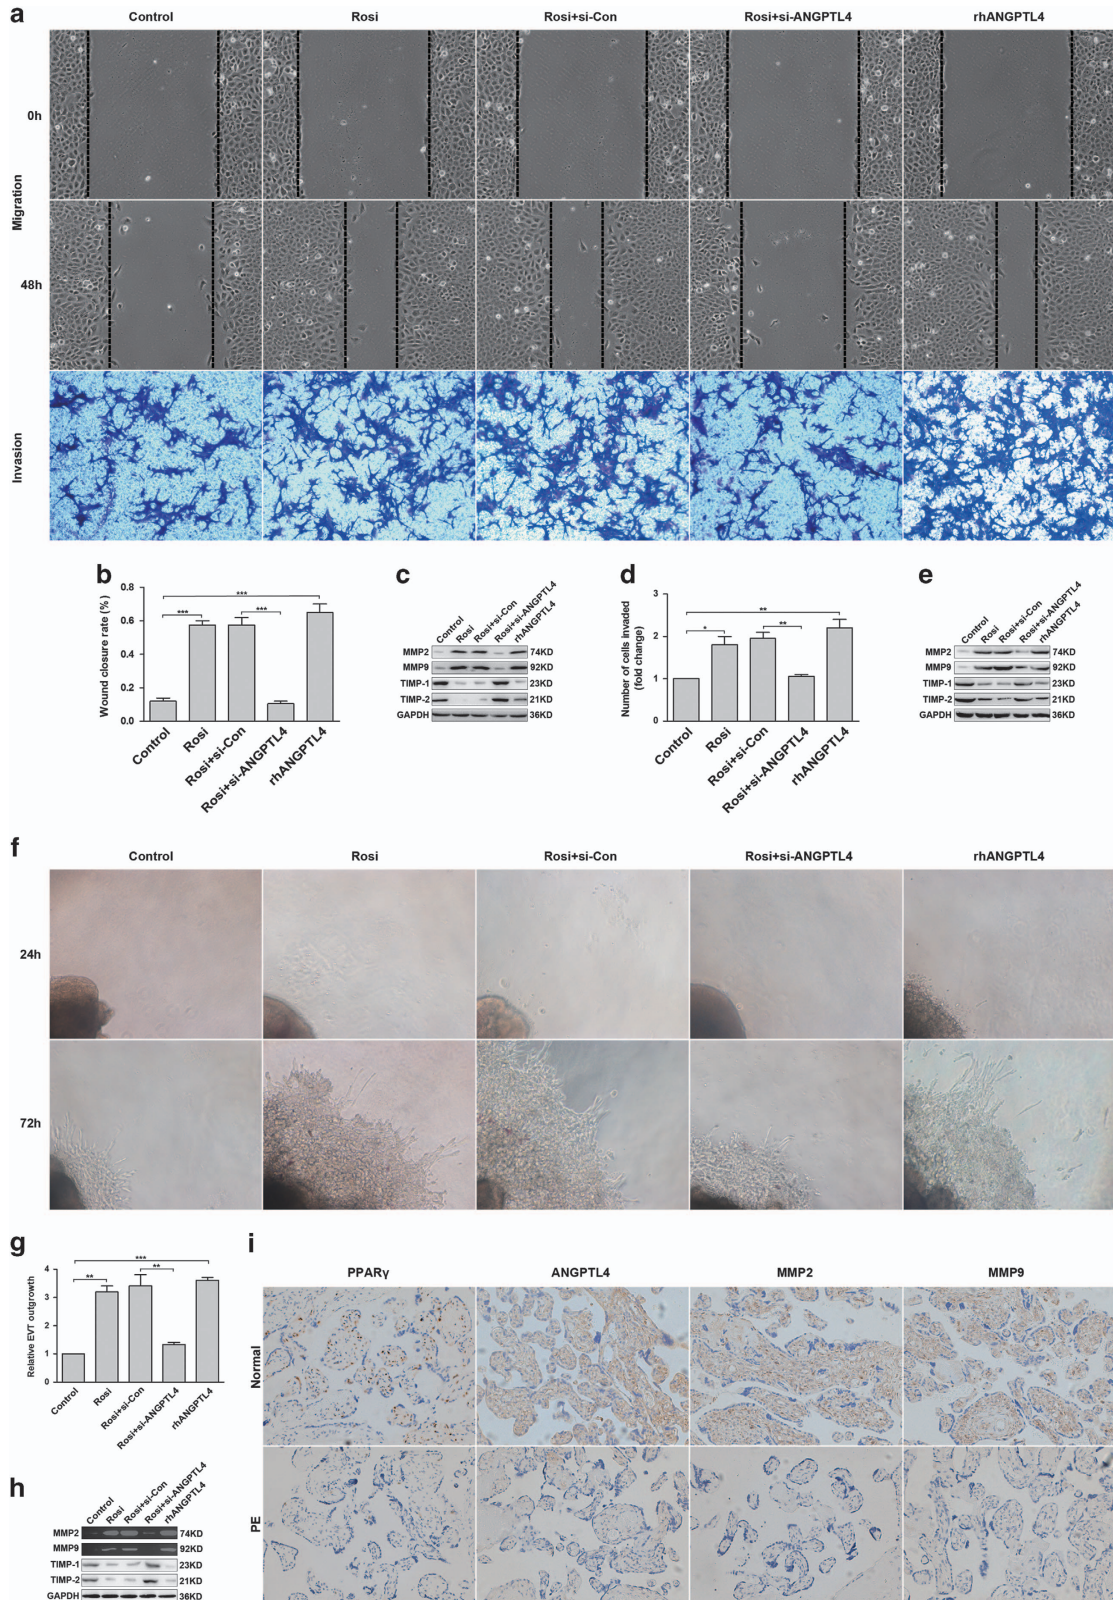 a
Control Rosi Rosi+si-Con Rosi+si-ANGPTL4 rhANGPTL4
0h
Migration
48h
Invasion
b
Wound closure rate (%)
0.8
0.6
0.4
0.2
0.0
*** *** ***
Control Rosi Rosi+si-Con Rosi+si-ANGPTL4 rhANGPTL4
c
Control Rosi Rosi+si-Con Rosi+si-ANGPTL4 rhANGPTL4
MMP2 74KD
MMP9 92KD
TIMP-1 23KD
TIMP-2 21KD
GAPDH 36KD
d
Number of cells invaded
(fold change)
3
2
1
0
* ** **
Control Rosi Rosi+si-Con Rosi+si-ANGPTL4 rhANGPTL4
e
Control Rosi Rosi+si-Con Rosi+si-ANGPTL4 rhANGPTL4
MMP2 74KD
MMP9 92KD
TIMP-1 23KD
TIMP-2 21KD
GAPDH 36KD
f
Control Rosi Rosi+si-Con Rosi+si-ANGPTL4 rhANGPTL4
24h
72h
g
Relative EVT outgrowth
4
3
2
1
0
** *** **
Control Rosi Rosi+si-Con Rosi+si-ANGPTL4 rhANGPTL4
h
Control Rosi Rosi+si-Con Rosi+si-ANGPTL4 rhANGPTL4
MMP2 74KD
MMP9 92KD
TIMP-1 23KD
TIMP-2 21KD
GAPDH 36KD
i
PPARγ ANGPTL4 MMP2 MMP9
Normal
PE